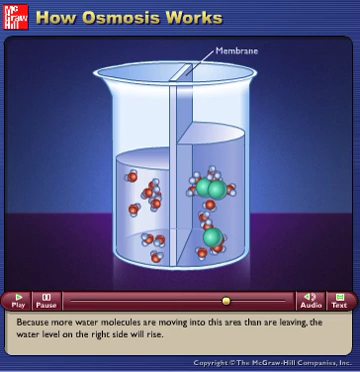 Mc
Graw
Hill
How Osmosis Works
Membrane
Play
Pause
Audio
Text
Because more water molecules are moving into this area than are leaving, the
water level on the right side will rise.
Copyright © The McGraw-Hill Companies, Inc.